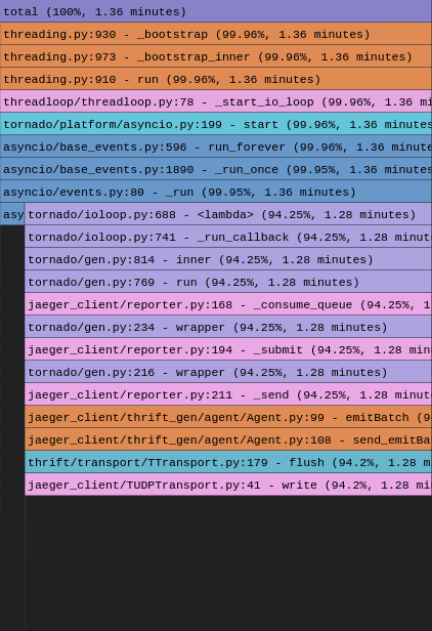 total (100%, 1.36 minutes)
threading.py:930 - _bootstrap (99.96%, 1.36 minutes)
threading.py:973 - _bootstrap_inner (99.96%, 1.36 minutes)
threading.py:910 - run (99.96%, 1.36 minutes)
threadloop/threadloop.py:78 - _start_io_loop (99.96%, 1.36 mi
tornado/platform/asyncio.py:199 - start (99.96%, 1.36 minutes
asyncio/base_events.py:596 - run_forever (99.96%, 1.36 minutes
asyncio/base_events.py:1890 - _run_once (99.95%, 1.36 minutes
asyncio/events.py:80 - _run (99.95%, 1.36 minutes)
asy tornado/ioloop.py:688 - <lambda> (94.25%, 1.28 minutes)
tornado/ioloop.py:741 - _run_callback (94.25%, 1.28 minut
tornado/gen.py:814 - inner (94.25%, 1.28 minutes)
tornado/gen.py:769 - run (94.25%, 1.28 minutes)
jaeger_client/reporter.py:168 - _consume_queue (94.25%, 1
tornado/gen.py:234 - wrapper (94.25%, 1.28 minutes)
jaeger_client/reporter.py:194 - _submit (94.25%, 1.28 min
tornado/gen.py:216 - wrapper (94.25%, 1.28 minutes)
jaeger_client/reporter.py:211 - _send (94.25%, 1.28 minut
jaeger_client/thrift_gen/agent/Agent.py:99 - emitBatch (9
jaeger_client/thrift_gen/agent/Agent.py:108 - send_emitBa
thrift/transport/TTransport.py:179 - flush (94.2%, 1.28 m
jaeger_client/TUDPTransport.py:41 - write (94.2%, 1.28 mi